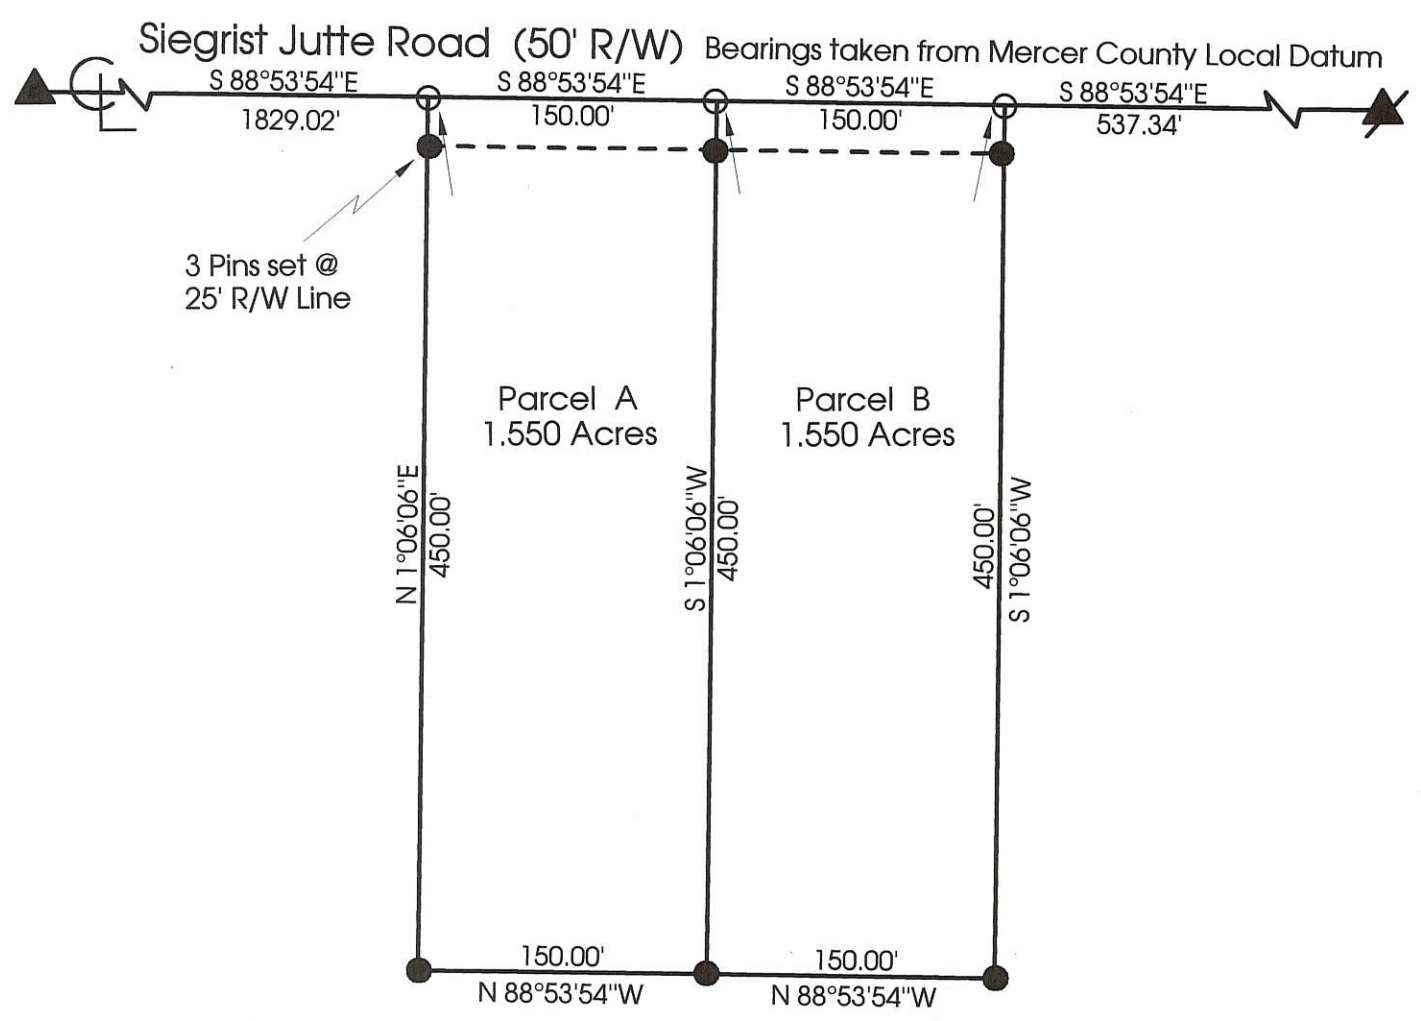 Siegrist Jutte Road (50' R/W) Bearings taken from Mercer County Local Datum
S 88°53'54"E
S 88°53'54"E
S 88°53'54"E
S 88°53'54"E
CL
1829.02'
150.00'
150.00'
537.34'
3 Pins set @
25' R/W Line
Parcel A
1.550 Acres
Parcel B
1.550 Acres
N 1°06'06"E
450.00'
S 1°06'06"W
450.00'
450.00'
S 1°06'06"W
150.00'
N 88°53'54"W
150.00'
N 88°53'54"W